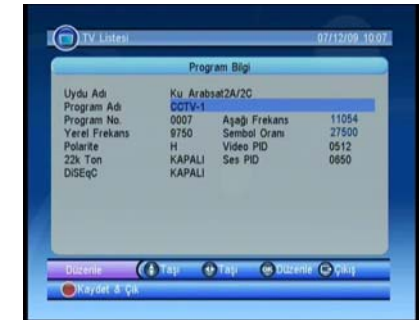 TV Listesi 07/12/09 10:07
Program Bilgi
Uydu Adı Ku Arabsat2A/2C
Program Adı CCTV-1
Program No. 0007 Aşağı Frekans 11054
Yerel Frekans 9750 Sembol Oranı 27500
Polarite H Video PID 0512
22k Ton KAPALI Ses PID 0650
DiSEqC KAPALI
Düzenle Taşı Taşı OK Düzenle Çıkış
Kaydet & Çık